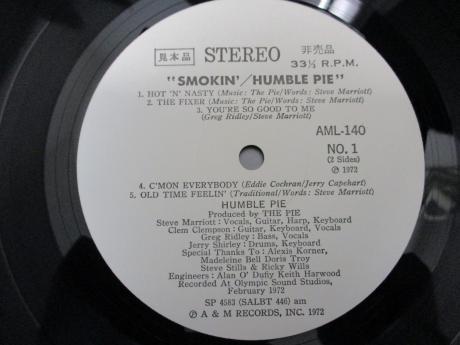 見本品 STEREO 非売品
33⅓ R.P.M.
"SMOKIN'/HUMBLE PIE"
1. HOT 'N' NASTY (Music: The Pie/Words: Steve Marriott)
2. THE FIXER (Music: The Pie/Words: Steve Marriott)
3. YOU'RE SO GOOD TO ME
(Greg Ridley/Steve Marriott)
AML-140
NO. 1
(2 Sides)
℗ 1972
4. C'MON EVERYBODY (Eddie Cochran/Jerry Capehart)
5. OLD TIME FEELIN' (Traditional/Words: Steve Marriott)
HUMBLE PIE
Produced by THE PIE
Steve Marriott: Vocals, Guitar, Harp, Keyboard
Clem Clempson: Guitar, Keyboard, Vocals
Greg Ridley: Bass, Vocals
Jerry Shirley: Drums, Keyboard
Special Thanks To: Alexis Korner,
Madeleine Bell Doris Troy
Steve Stills & Ricky Wills
Engineers: Alan O' Dufiy Keith Harwood
Recorded At Olympic Sound Studios,
February 1972
SP 4583 (SALBT 446) am
℗ A & M RECORDS, INC. 1972